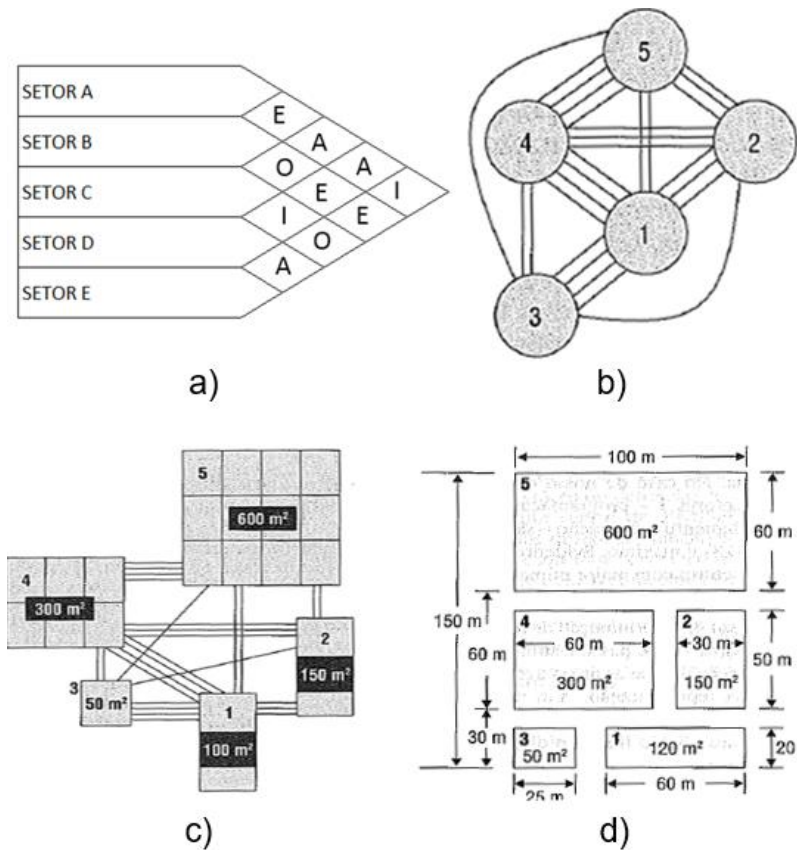 SETOR A
SETOR B
SETOR C
SETOR D
SETOR E
E
A
O
A
E
I
I
E
O
A
a)
5
4
2
1
3
b)
5
600 m²
4
300 m²
2
150 m²
3
50 m²
1
100 m²
c)
100 m
5
600 m²
60 m
150 m
4
60 m
300 m²
2
30 m
150 m²
60 m
50 m
30 m
3
50 m²
1
120 m²
20
25 m
60 m
d)